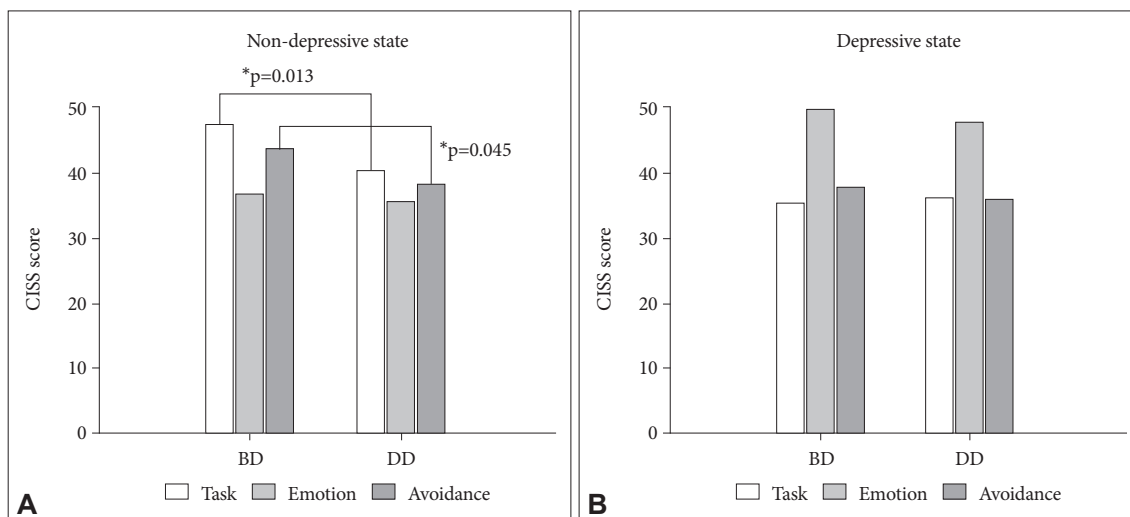 Non-depressive state
*p=0.013
*p=0.045
CISS score
50
40
30
20
10
0
BD DD
Task Emotion Avoidance
A
Depressive state
CISS score
50
40
30
20
10
0
BD DD
Task Emotion Avoidance
B